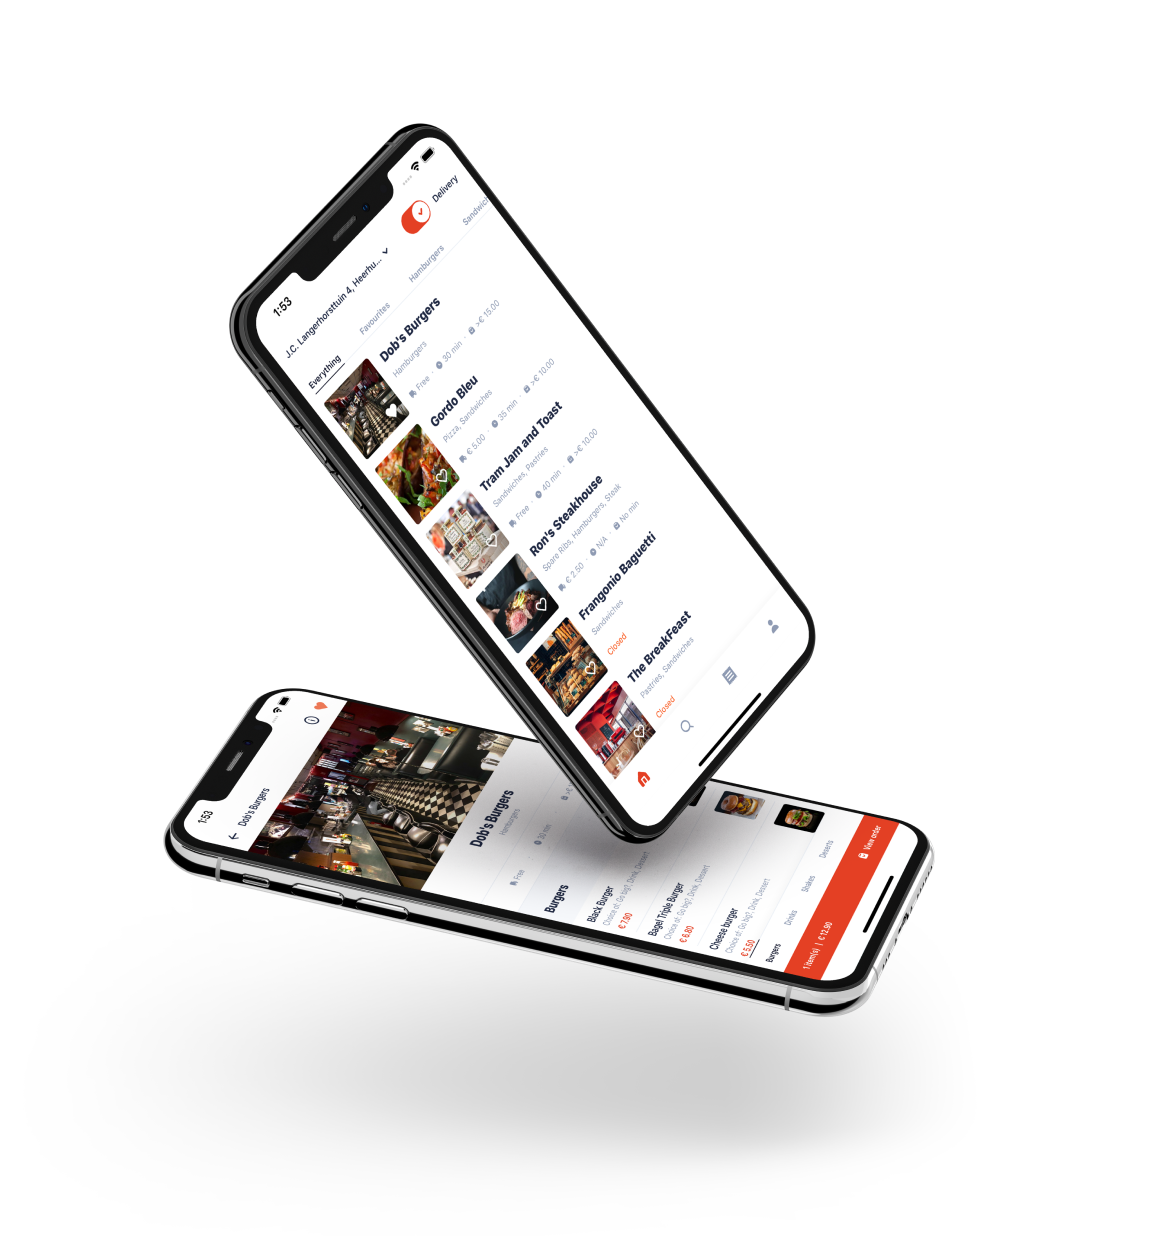 1:53
J.C. Langerhorsttuin 4, Heerhu...
Delivery
Everything
Favourites
Hamburgers
Sandwich
Dob's Burgers
Hamburgers
Free · 30 min · >€ 15.00
Gordo Bleu
Pizza, Sandwiches
€ 5.00 · 35 min · >€ 10.00
Tram Jam and Toast
Sandwiches, Pastries
Free · 40 min · >€ 10.00
Ron's Steakhouse
Spare Ribs, Hamburgers, Steak
€ 2.50 · N/A · No min
Frangonio Baguetti
Sandwiches
Closed
The BreakFeast
Pastries, Sandwiches
Closed
1:53
Dob's Burgers
Dob's Burgers
Hamburgers
Free · 30 min · >€
Burgers
Black Burger
Choice of: Go big?, Drink, Dessert
€ 7.90
Bagel Triple Burger
Choice of: Go big?, Drink, Dessert
€ 6.80
Cheese burger
Choice of: Go big?, Drink, Dessert
€ 5.50
Burgers
Drinks
Shakes
Deserts
1 item(s) | € 12.90
View order